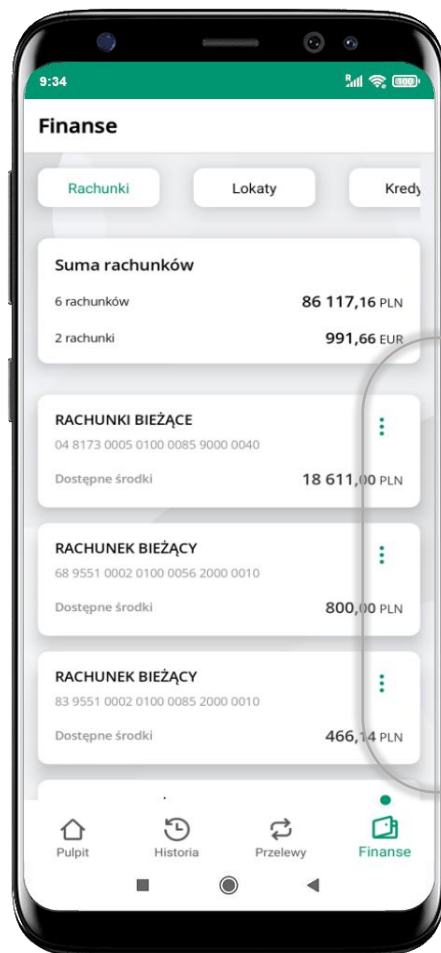 9:34
R
100
Finanse
Rachunki Lokaty Kredy
Suma rachunków
6 rachunków 86 117,16 PLN
2 rachunki 991,66 EUR
RACHUNKI BIEŻĄCE
04 8173 0005 0100 0085 9000 0040
Dostępne środki 18 611,00 PLN
RACHUNEK BIEŻĄCY
68 9551 0002 0100 0056 2000 0010
Dostępne środki 800,00 PLN
RACHUNEK BIEŻĄCY
83 9551 0002 0100 0085 2000 0010
Dostępne środki 466,14 PLN
Pulpit Historia Przelewy Finanse